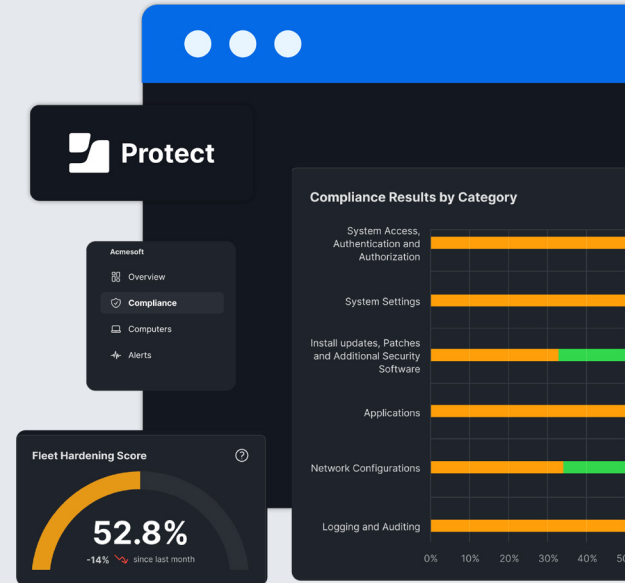 Protect
Acmesoft
Overview
Compliance
Computers
Alerts
Fleet Hardening Score
52.8%
-14% since last month
Compliance Results by Category
System Access,
Authentication and
Authorization
System Settings
Install updates, Patches
and Additional Security
Software
Applications
Network Configurations
Logging and Auditing
0% 10% 20% 30% 40%